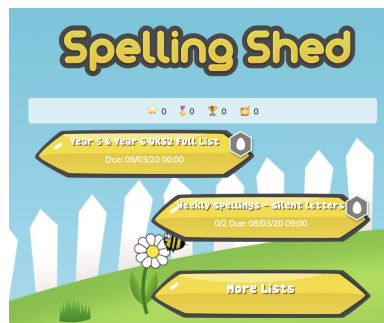 Spelling Shed
0 0 0 0
Year 5 & Year 6 UKS2 Full List
Due: 09/03/20 00:00
Weekly spellings - silent letters
0/2 Due: 08/03/20 09:00
More Lists